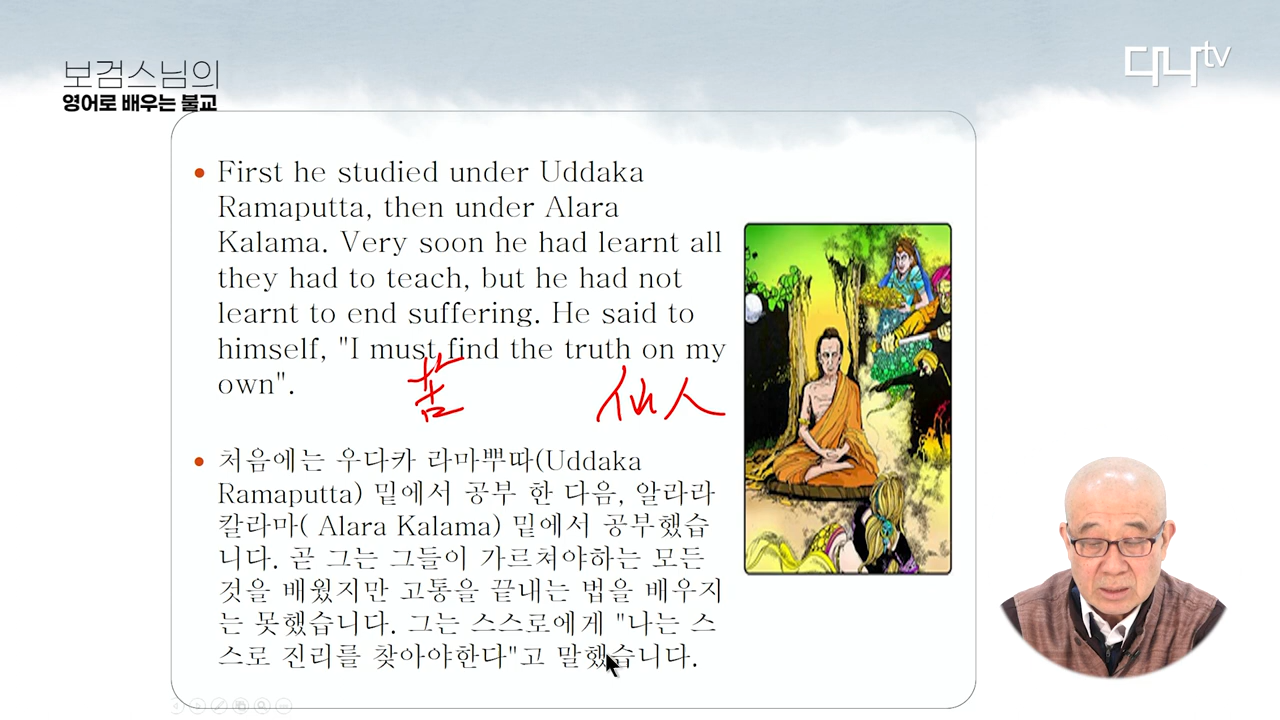 보검스님의
영어로 배우는 불교
디나tv
• First he studied under Uddaka
Ramaputta, then under Alara
Kalama. Very soon he had learnt all
they had to teach, but he had not
learnt to end suffering. He said to
himself, "I must find the truth on my
own".
苦 仙人
• 처음에는 우다카 라마뿌따(Uddaka
Ramaputta) 밑에서 공부 한 다음, 알라라
칼라마( Alara Kalama) 밑에서 공부했습
니다. 곧 그는 그들이 가르쳐야하는 모든
것을 배웠지만 고통을 끝내는 법을 배우지
는 못했습니다. 그는 스스로에게 "나는 스
스로 진리를 찾아야한다"고 말했습니다.